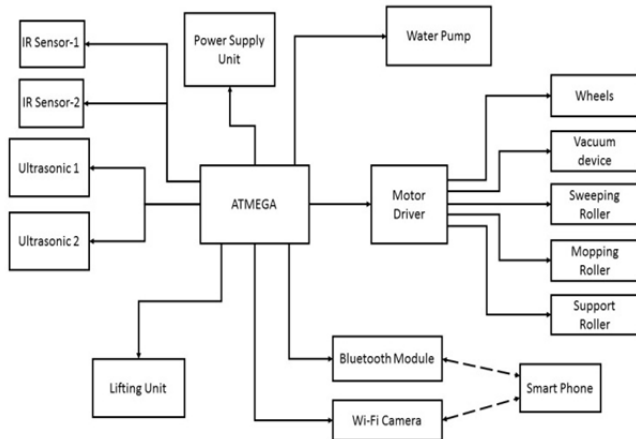 IR Sensor-1
Power Supply
Unit
Water Pump
IR Sensor-2
Wheels
Ultrasonic 1
Vacuum
device
ATMEGA
Motor
Driver
Sweeping
Roller
Ultrasonic 2
Mopping
Roller
Support
Roller
Bluetooth Module
Lifting Unit
Smart Phone
Wi-Fi Camera